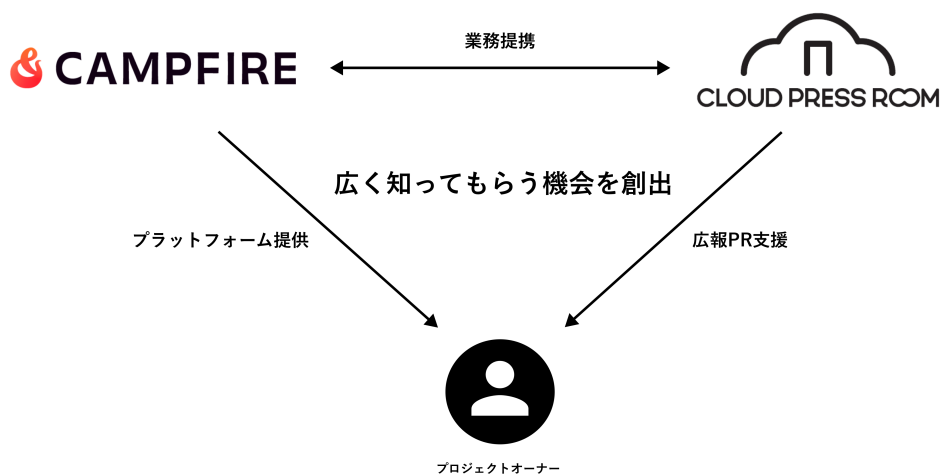 業務提携
& CAMPFIRE
CLOUD PRESS ROOM
広く知ってもらう機会を創出
プラットフォーム提供
広報PR支援
プロジェクトオーナー